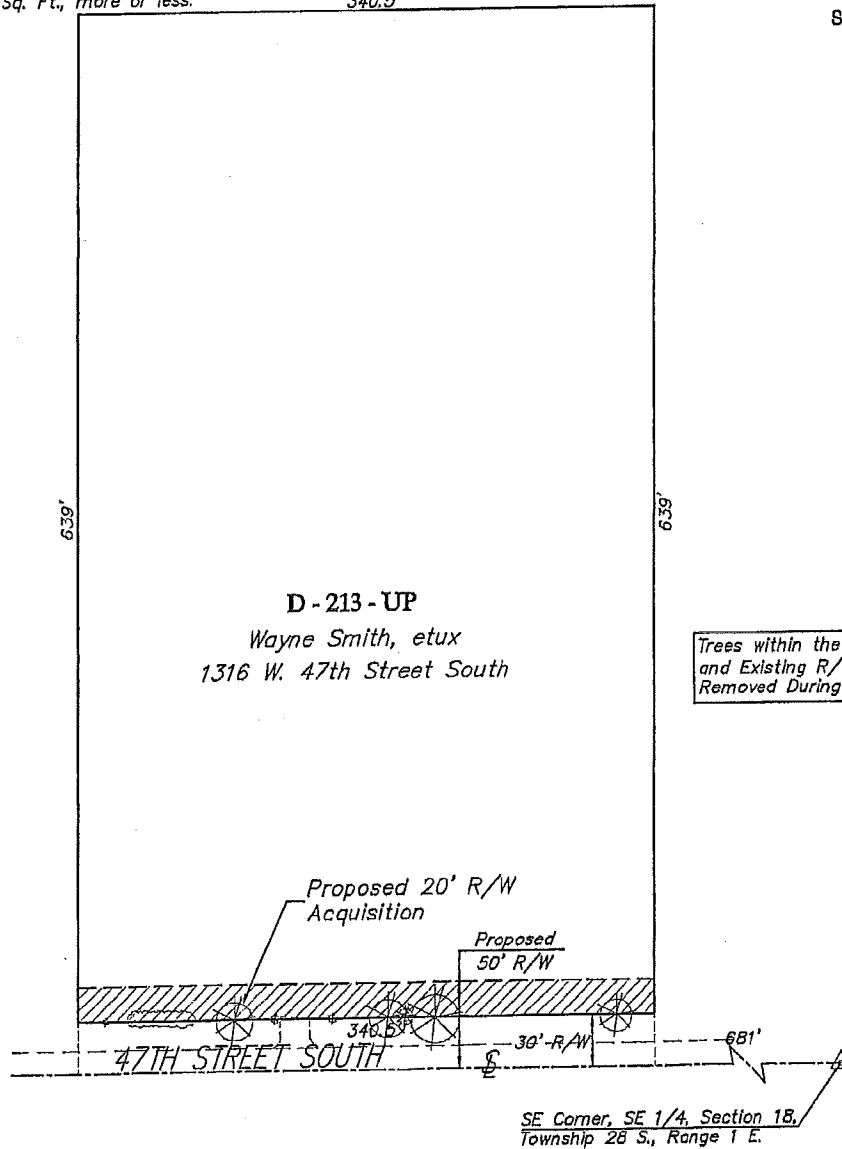 Sq. Ft., more or less.
340.5'
S
639'
639'
D - 213 - UP
Wayne Smith, etux
1316 W. 47th Street South
Trees within the
and Existing R/
Removed During
Proposed 20' R/W
Acquisition
Proposed
50' R/W
340.5'
30'-R/W
681'
47TH STREET SOUTH
SE Corner, SE 1/4, Section 18,
Township 28 S., Range 1 E.